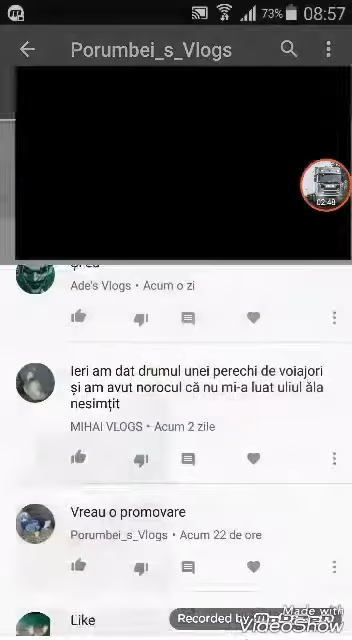 73% 08:57
Porumbei_s_Vlogs
02:48
Ade's Vlogs • Acum o zi
Ieri am dat drumul unei perechi de voiajori
și am avut norocul că nu mi-a luat uliul ăla
nesimțit
MIHAI VLOGS • Acum 2 zile
Vreau o promovare
Porumbei_s_Vlogs • Acum 22 de ore
Made with
Like
Recorded by
VideoShow